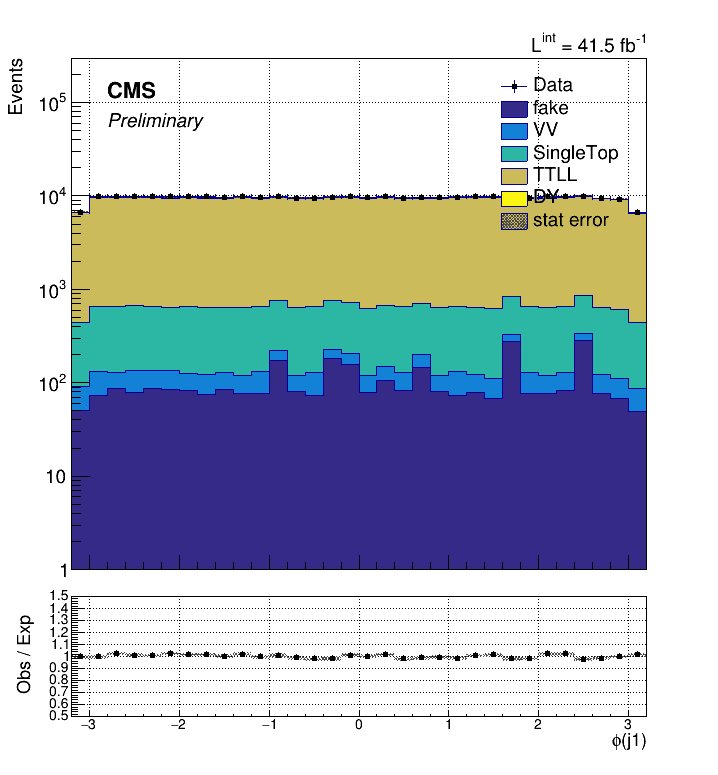 L^int = 41.5 fb^-1
Events
CMS
Preliminary
Data
fake
VV
SingleTop
TTLL
DY
stat error
10^5
10^4
10^3
10^2
10
1
Obs / Exp
1.5
1.4
1.3
1.2
1.1
1
0.9
0.8
0.7
0.6
0.5
−3 −2 −1 0 1 2 3
ϕ(j1)